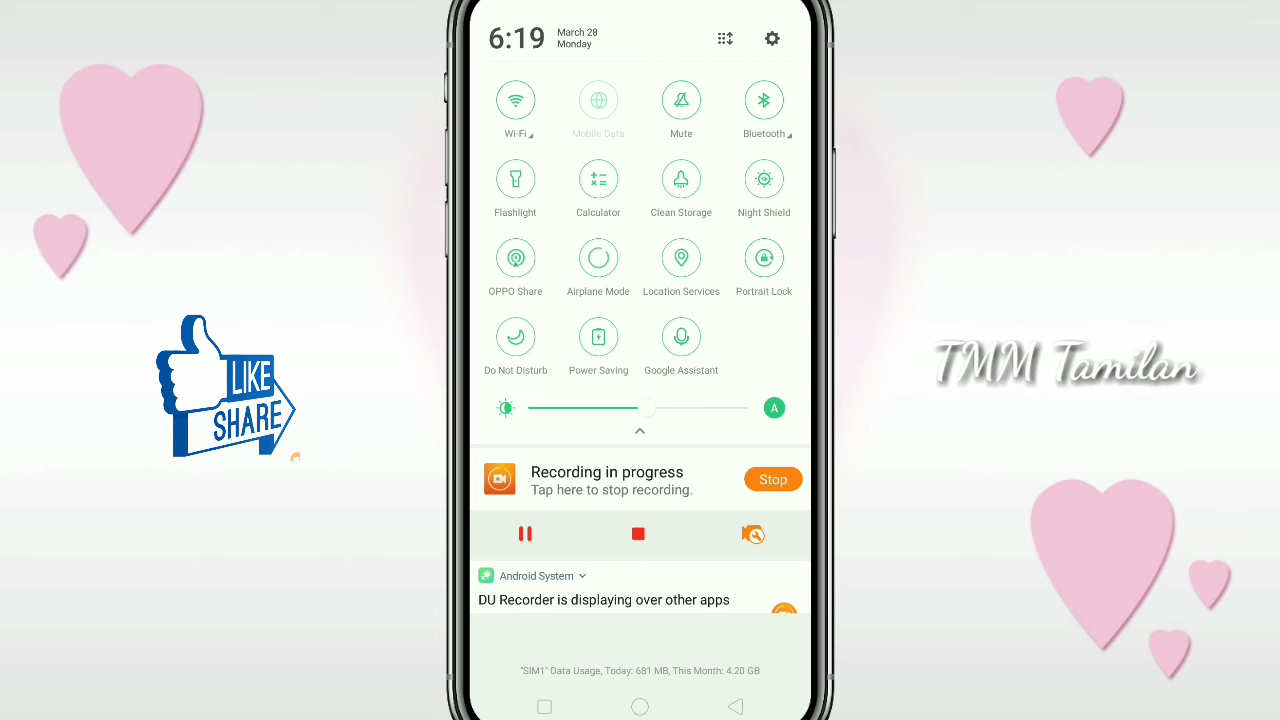 6:19
March 28
Monday
Wi-Fi
Mobile Data
Mute
Bluetooth
Flashlight
Calculator
Clean Storage
Night Shield
OPPO Share
Airplane Mode
Location Services
Portrait Lock
Do Not Disturb
Power Saving
Google Assistant
A
Recording in progress
Tap here to stop recording.
Stop
Android System
DU Recorder is displaying over other apps
"SIM1" Data Usage, Today: 681 MB, This Month: 4.20 GB
LIKE
SHARE
TMM Tamilan